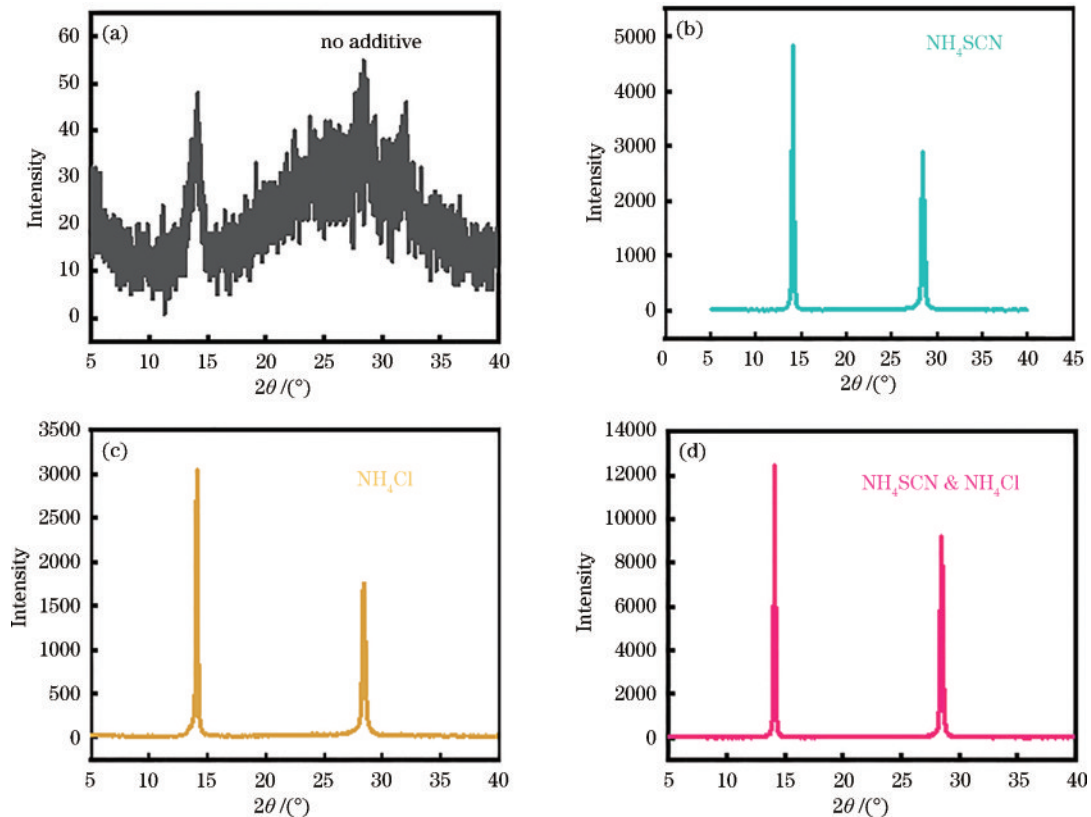 (a)
no additive
60
50
40
30
20
10
0
Intensity
5 10 15 20 25 30 35 40
2θ /(°)
(b)
NH₄SCN
5000
4000
3000
2000
1000
0
Intensity
0 5 10 15 20 25 30 35 40 45
2θ /(°)
(c)
NH₄Cl
3500
3000
2500
2000
1500
1000
500
0
Intensity
5 10 15 20 25 30 35 40
2θ /(°)
(d)
NH₄SCN & NH₄Cl
14000
12000
10000
8000
6000
4000
2000
0
Intensity
5 10 15 20 25 30 35 40
2θ /(°)